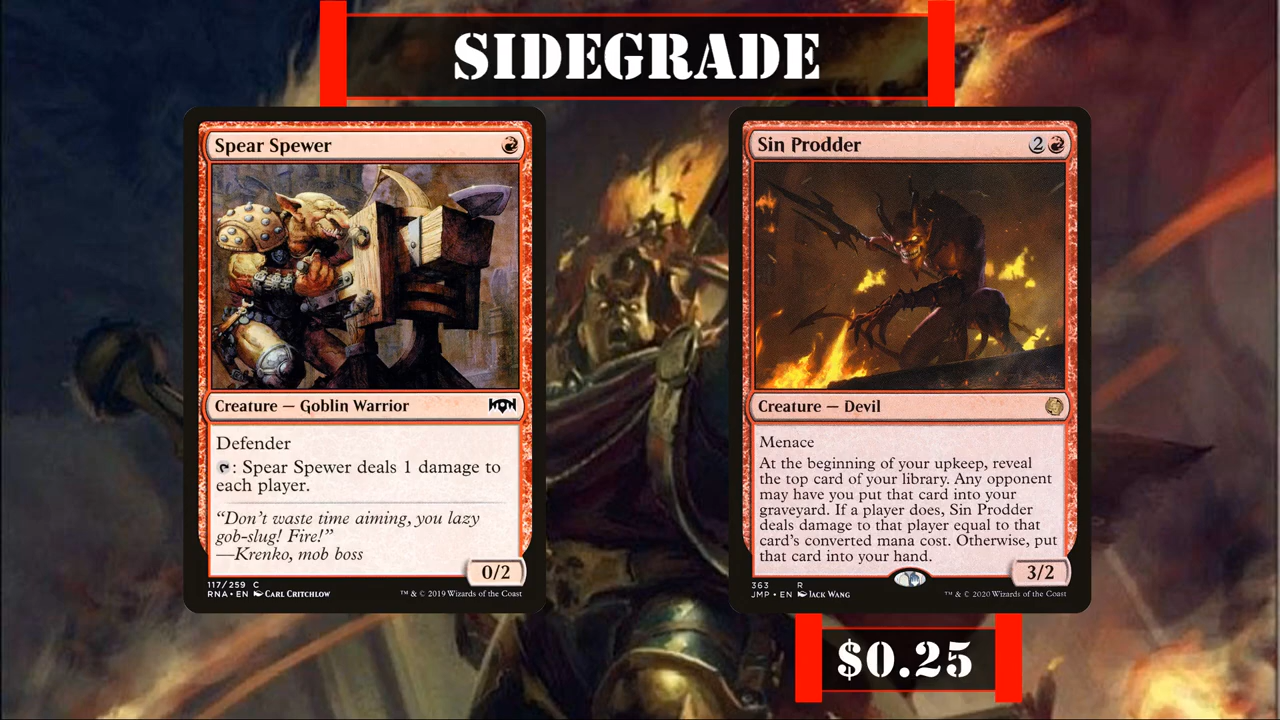 SIDEGRADE
Spear Spewer
Creature — Goblin Warrior
Defender
: Spear Spewer deals 1 damage to
each player.
“Don’t waste time aiming, you lazy
gob-slug! Fire!”
—Krenko, mob boss
0/2
117/259 C
RNA • EN Carl Critchlow
™ & © 2019 Wizards of the Coast
Sin Prodder
2
Creature — Devil
Menace
At the beginning of your upkeep, reveal
the top card of your library. Any opponent
may have you put that card into your
graveyard. If a player does, Sin Prodder
deals damage to that player equal to that
card’s converted mana cost. Otherwise, put
that card into your hand.
3/2
363 R
JMP • EN Jack Wang
™ & © 2020 Wizards of the Coast
$0.25